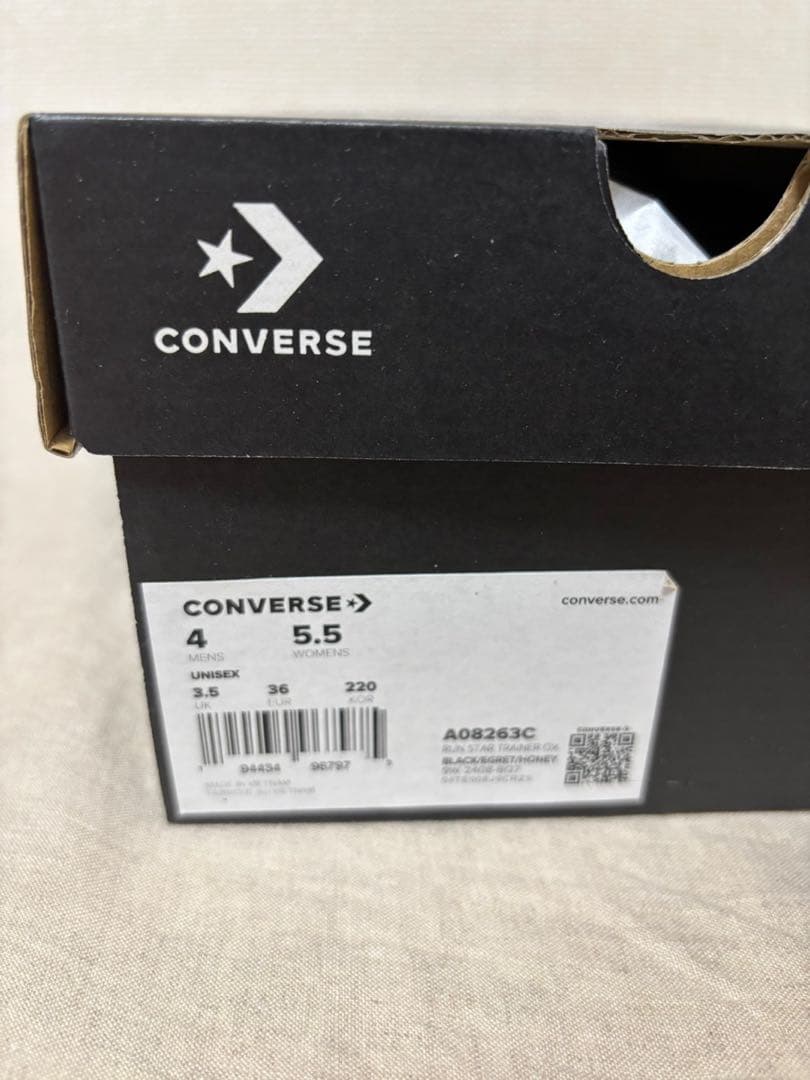 CONVERSE
CONVERSE
converse.com
4 5.5
MENS WOMENS
UNISEX
3.5 36 220
UK EUR KOR
94434 96797
A08263C
RUN STAR TRAINER OX
BLACK/EGRET/HONEY
MADE IN VIETNAM